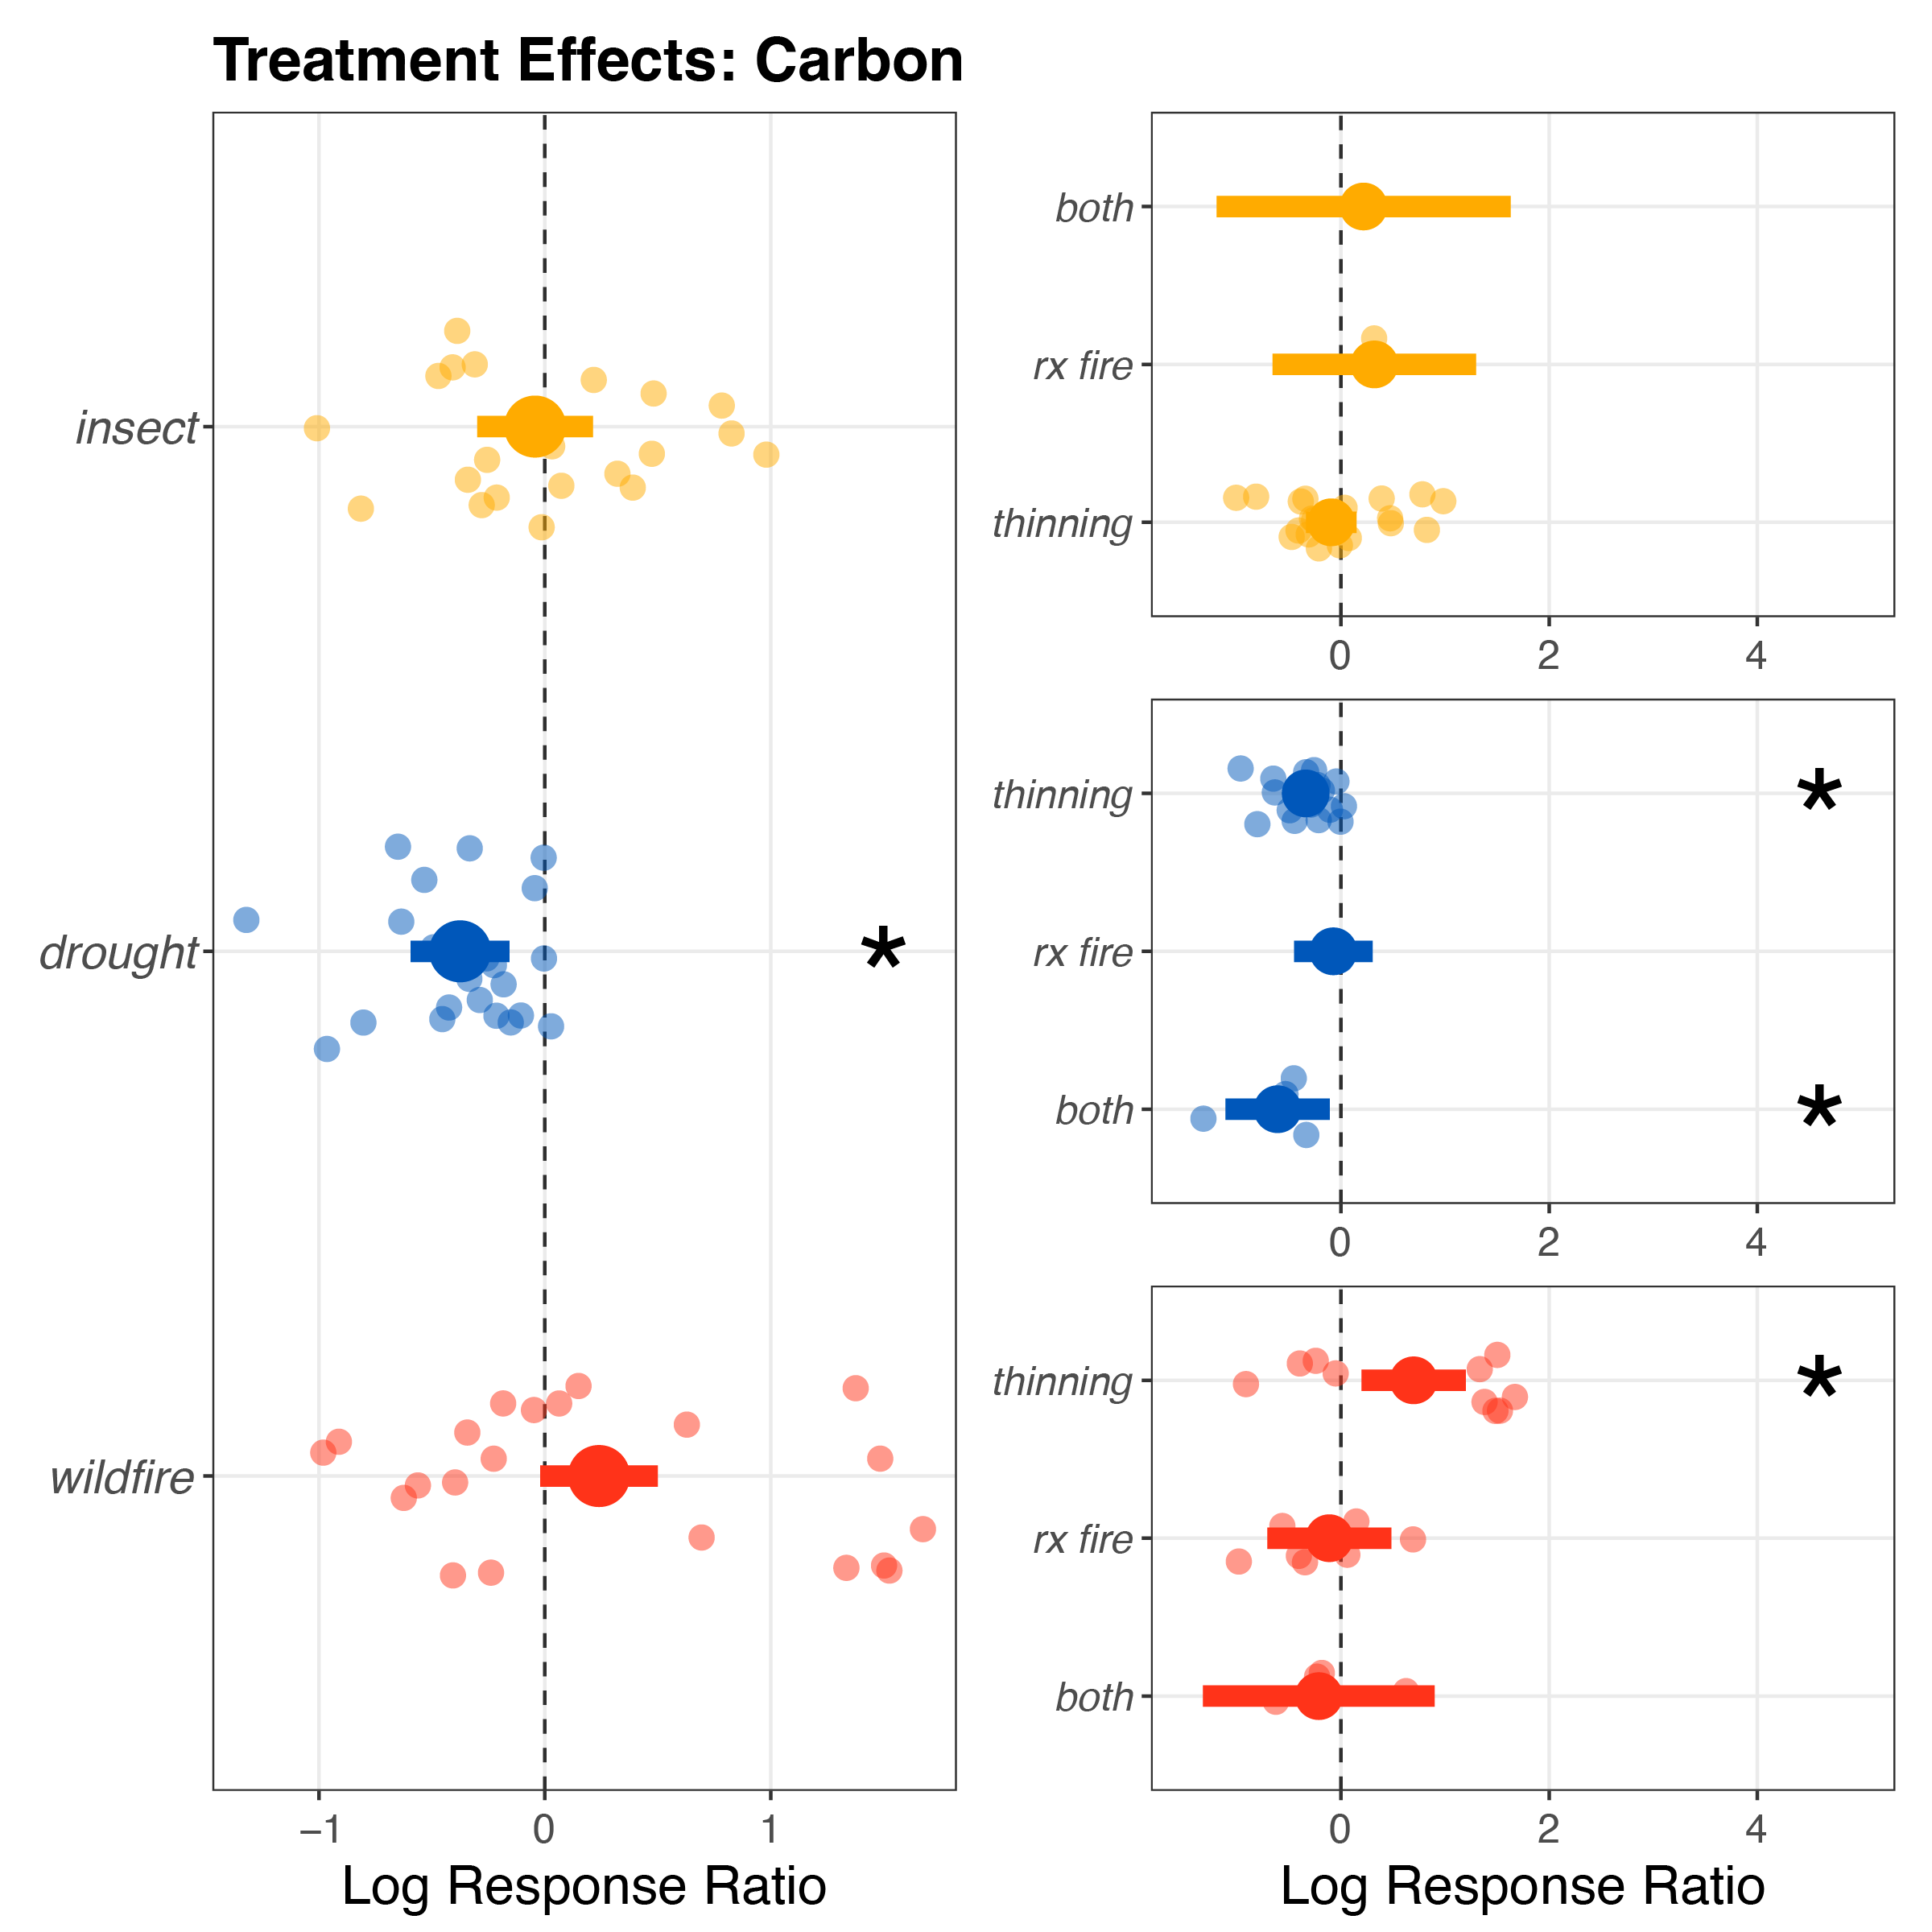 Treatment Effects: Carbon
insect
drought
*
wildfire
−1 0 1
Log Response Ratio
both
rx fire
thinning
0 2 4
thinning
*
rx fire
both
*
0 2 4
thinning
*
rx fire
both
0 2 4
Log Response Ratio